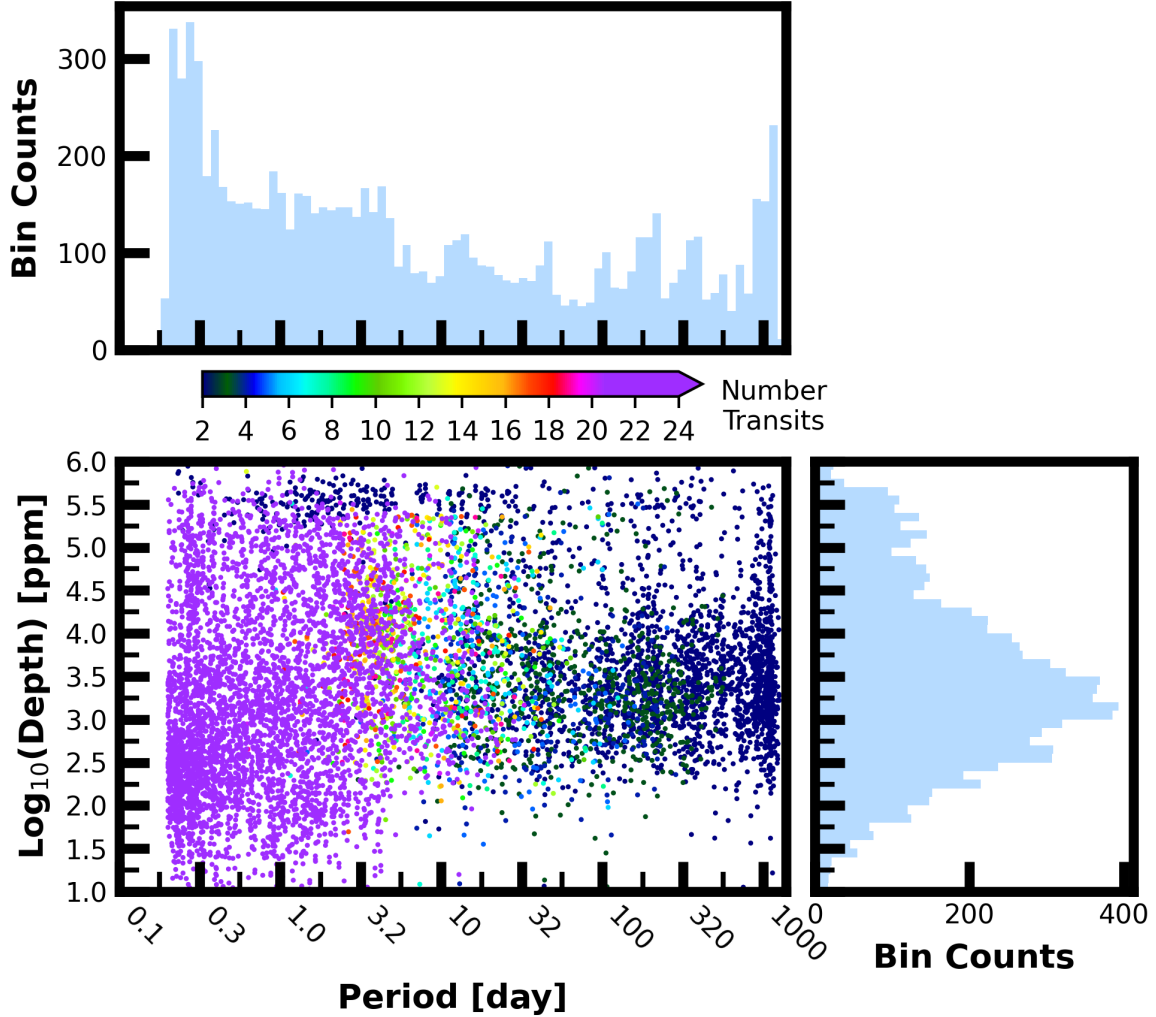 Bin Counts
300
200
100
0
2 4 6 8 10 12 14 16 18 20 22 24
Number
Transits
Log₁₀(Depth) [ppm]
6.0
5.5
5.0
4.5
4.0
3.5
3.0
2.5
2.0
1.5
1.0
0.1 0.3 1.0 3.2 10 32 100 320 1000
Period [day]
0 200 400
Bin Counts